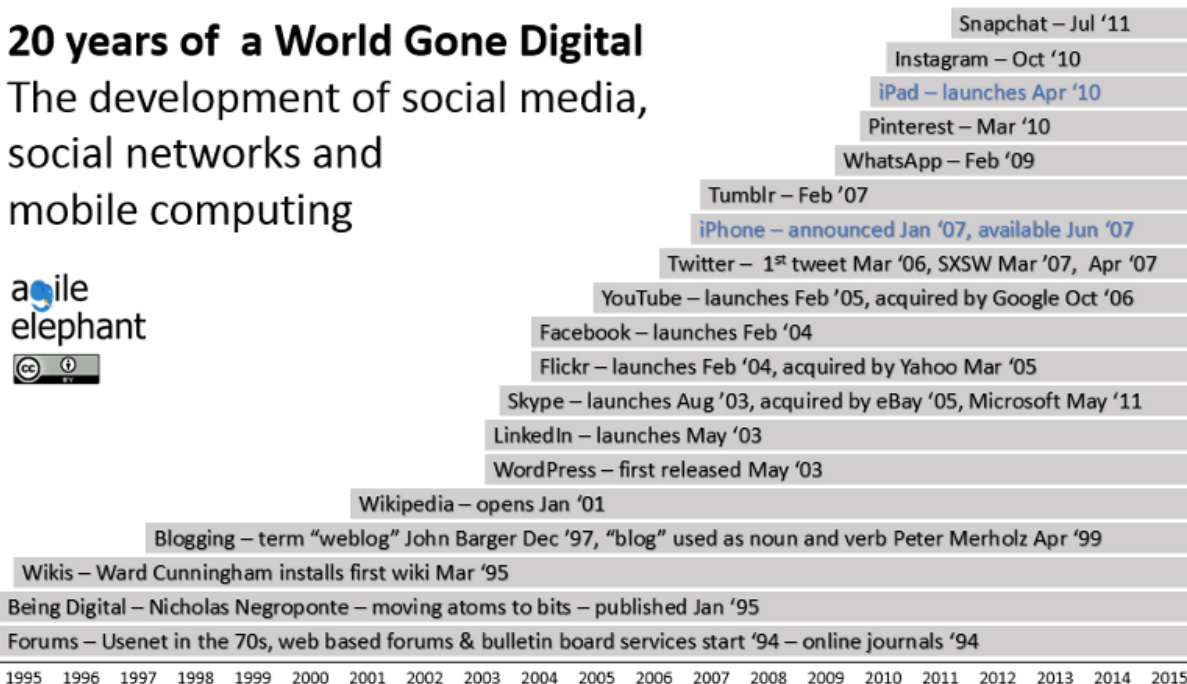 20 years of a World Gone Digital
The development of social media,
social networks and
mobile computing
agile
elephant
cc
BY
Snapchat – Jul ‘11
Instagram – Oct ‘10
iPad – launches Apr ‘10
Pinterest – Mar ‘10
WhatsApp – Feb ‘09
Tumblr – Feb ’07
iPhone – announced Jan ‘07, available Jun ‘07
Twitter – 1st tweet Mar ‘06, SXSW Mar ’07, Apr ‘07
YouTube – launches Feb ’05, acquired by Google Oct ‘06
Facebook – launches Feb ‘04
Flickr – launches Feb ‘04, acquired by Yahoo Mar ‘05
Skype – launches Aug ’03, acquired by eBay ‘05, Microsoft May ‘11
LinkedIn – launches May ‘03
WordPress – first released May ‘03
Wikipedia – opens Jan ‘01
Blogging – term “weblog” John Barger Dec ’97, “blog” used as noun and verb Peter Merholz Apr ‘99
Wikis – Ward Cunningham installs first wiki Mar ‘95
Being Digital – Nicholas Negroponte – moving atoms to bits – published Jan ‘95
Forums – Usenet in the 70s, web based forums & bulletin board services start ‘94 – online journals ‘94
1995 1996 1997 1998 1999 2000 2001 2002 2003 2004 2005 2006 2007 2008 2009 2010 2011 2012 2013 2014 2015